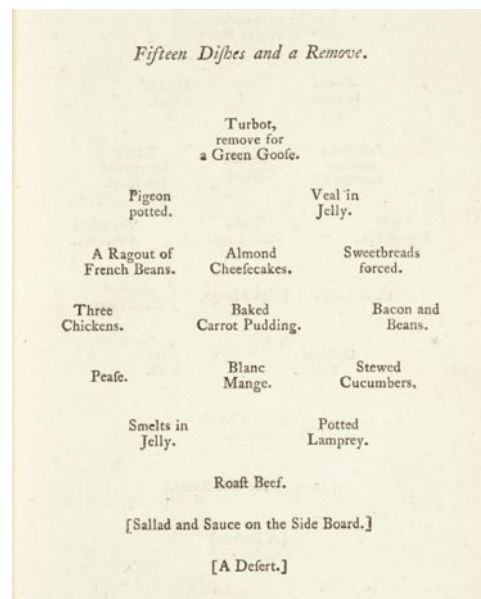 Fifteen Diſhes and a Remove.
Turbot,
remove for
a Green Gooſe.
Pigeon
potted.
Veal in
Jelly.
A Ragout of
French Beans.
Almond
Cheeſecakes.
Sweetbreads
forced.
Three
Chickens.
Baked
Carrot Pudding.
Bacon and
Beans.
Peaſe.
Blanc
Mange.
Stewed
Cucumbers.
Smelts in
Jelly.
Potted
Lamprey.
Roaſt Beef.
[Sallad and Sauce on the Side Board.]
[A Deſert.]